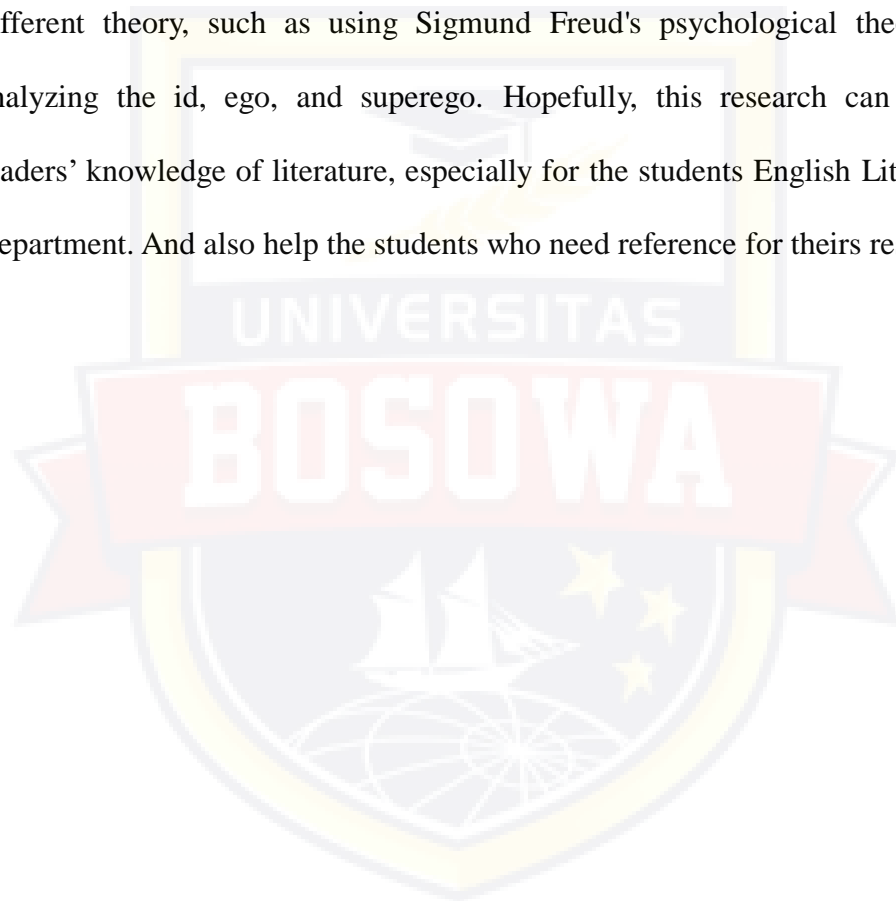 fferent theory, such as using Sigmund Freud's psychological the
nalyzing the id, ego, and superego. Hopefully, this research can
aders' knowledge of literature, especially for the students English Lit
epartment. And also help the students who need reference for theirs re
UNIVERSITAS
BOSOWA